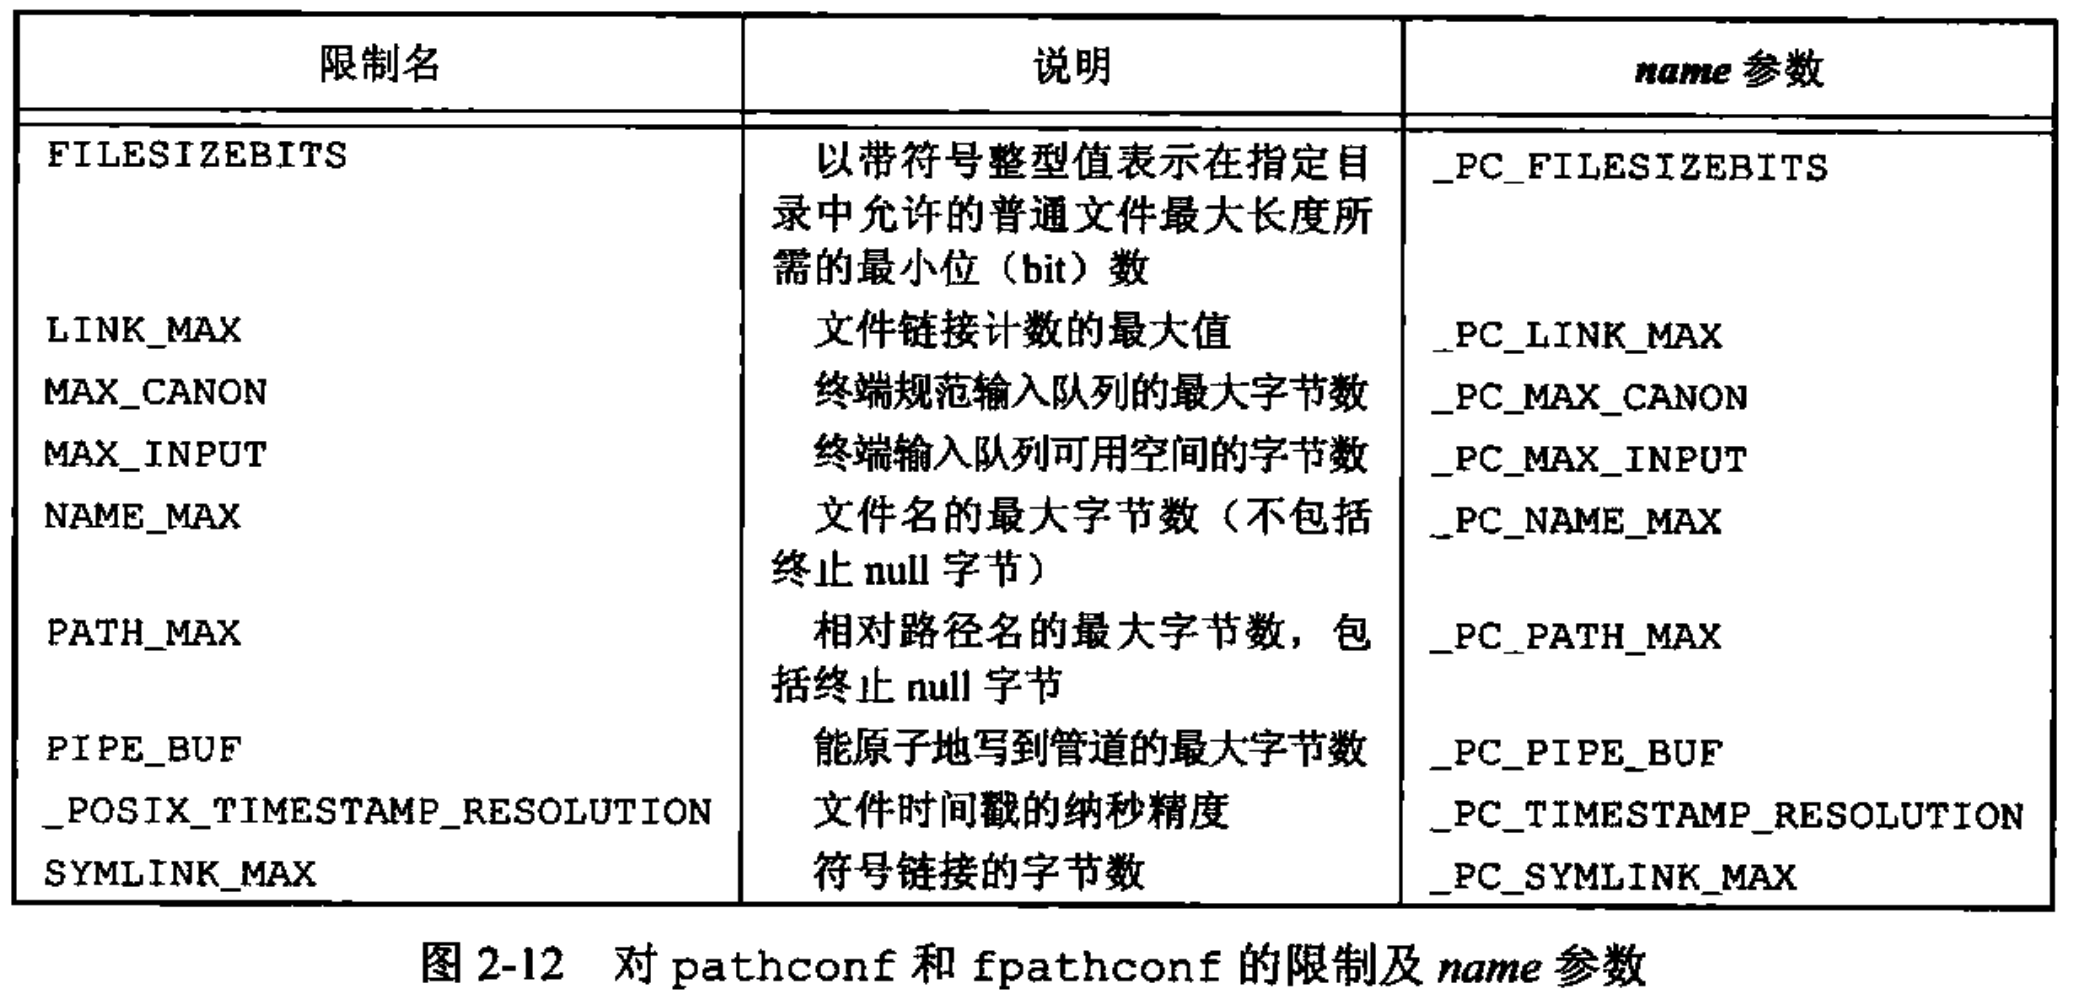 限制名 说明 name 参数
FILESIZEBITS 以带符号整型值表示在指定目 _PC_FILESIZEBITS
录中允许的普通文件最大长度所
需的最小位（bit）数
LINK_MAX 文件链接计数的最大值 _PC_LINK_MAX
MAX_CANON 终端规范输入队列的最大字节数 _PC_MAX_CANON
MAX_INPUT 终端输入队列可用空间的字节数 _PC_MAX_INPUT
NAME_MAX 文件名的最大字节数（不包括 _PC_NAME_MAX
终止 null 字节）
PATH_MAX 相对路径名的最大字节数，包 _PC_PATH_MAX
括终止 null 字节
PIPE_BUF 能原子地写到管道的最大字节数 _PC_PIPE_BUF
_POSIX_TIMESTAMP_RESOLUTION 文件时间戳的纳秒精度 _PC_TIMESTAMP_RESOLUTION
SYMLINK_MAX 符号链接的字节数 _PC_SYMLINK_MAX
图 2-12 对 pathconf 和 fpathconf 的限制及 name 参数